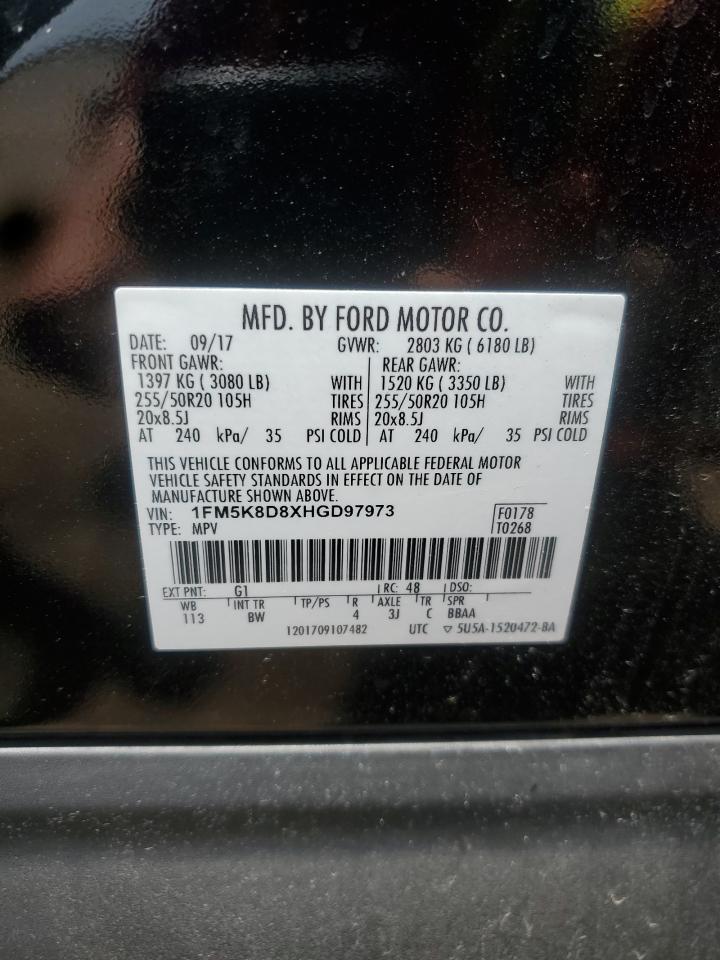 MFD. BY FORD MOTOR CO.
DATE: 09/17 GVWR: 2803 KG ( 6180 LB)
FRONT GAWR: REAR GAWR:
1397 KG ( 3080 LB) WITH 1520 KG ( 3350 LB) WITH
255/50R20 105H TIRES 255/50R20 105H TIRES
20x8.5J RIMS 20x8.5J RIMS
AT 240 kPa/ 35 PSI COLD AT 240 kPa/ 35 PSI COLD
THIS VEHICLE CONFORMS TO ALL APPLICABLE FEDERAL MOTOR
VEHICLE SAFETY STANDARDS IN EFFECT ON THE DATE OF
MANUFACTURE SHOWN ABOVE.
VIN: 1FM5K8D8XHGD97973 F0178
TYPE: MPV T0268
EXT PNT: G1 RC: 48 DSO:
WB INT TR TP/PS R AXLE TR SPR
113 BW 4 3J C BBAA
1201709107482 UTC ▽ 5U5A-1520472-BA